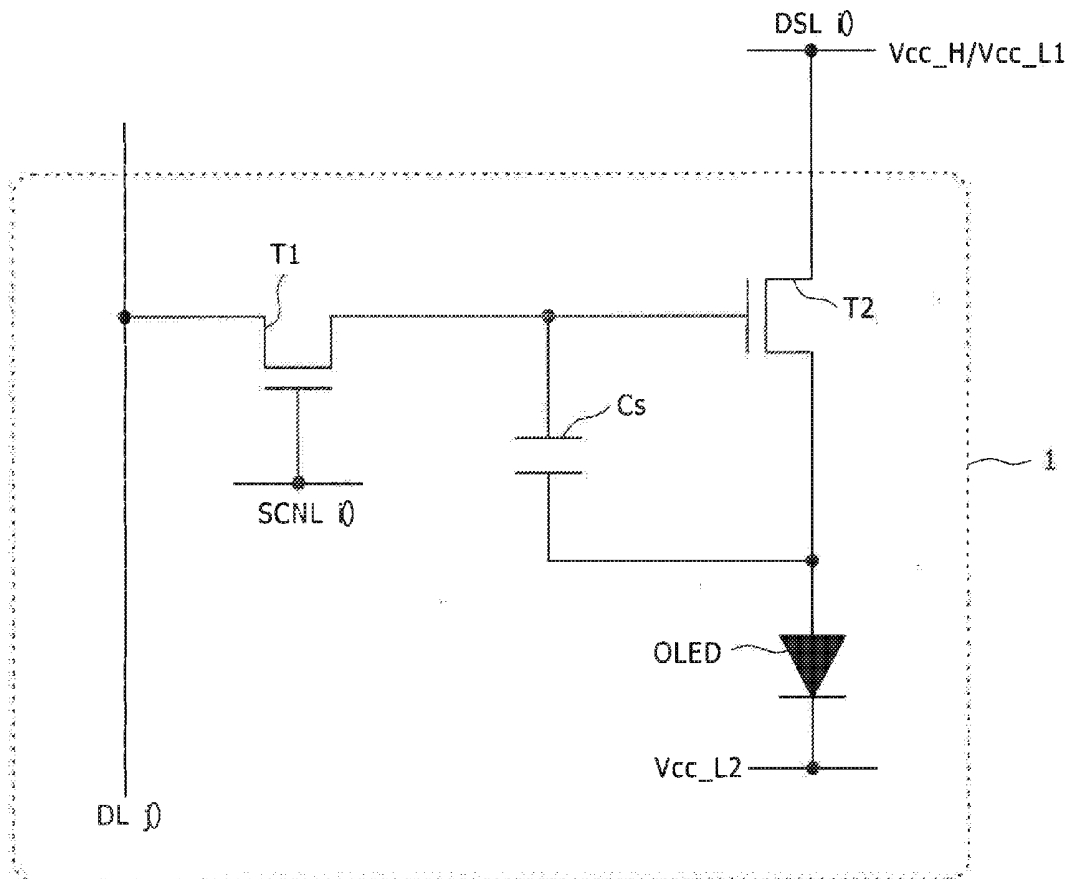 DSL i()
Vcc_H/Vcc_L1
T1
T2
Cs
1
SCNL i()
OLED
Vcc_L2
DL j()